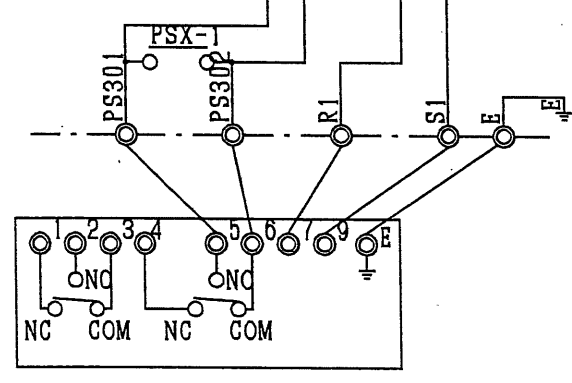 PSX-1
PS301
PS302
R1
S1
E
E
1 2 3 4 5 6 7 9 E
NO NO
NC COM NC COM